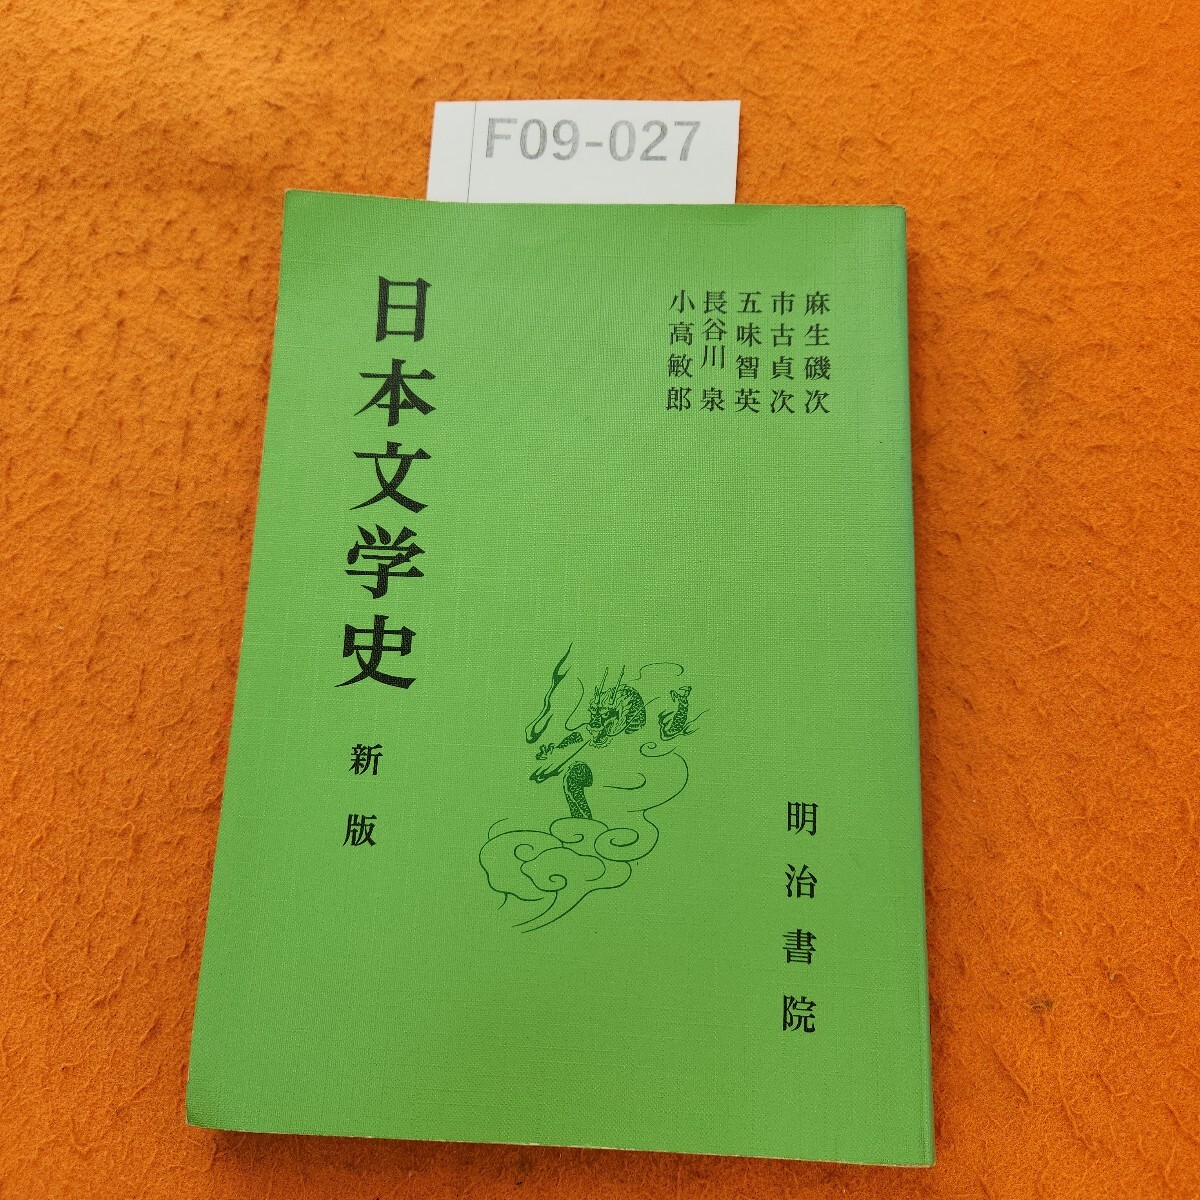 F09-027
麻生磯次
市古貞次
五味智英
長谷川泉
小高敏郎
日本文学史 新版
明治書院